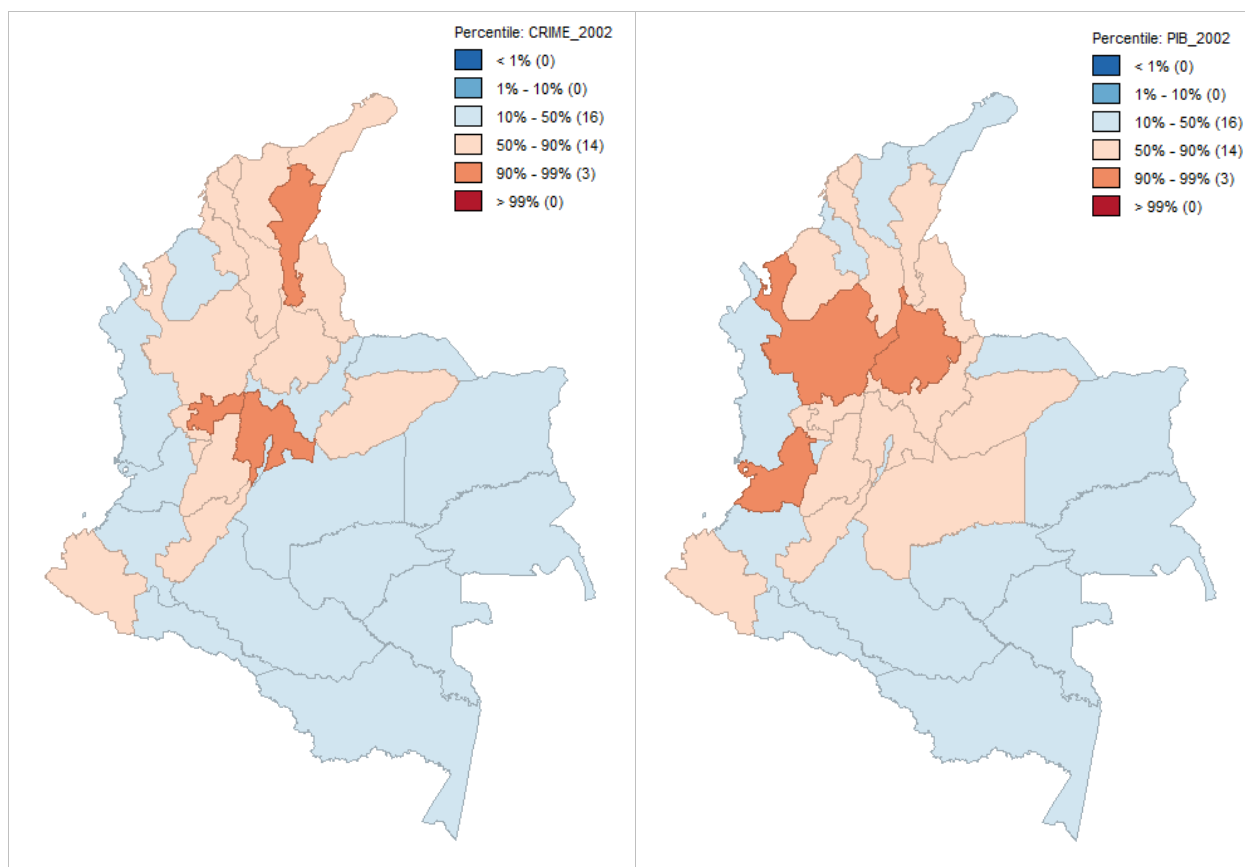 Percentile: CRIME_2002
< 1% (0)
1% - 10% (0)
10% - 50% (16)
50% - 90% (14)
90% - 99% (3)
> 99% (0)
Percentile: PIB_2002
< 1% (0)
1% - 10% (0)
10% - 50% (16)
50% - 90% (14)
90% - 99% (3)
> 99% (0)